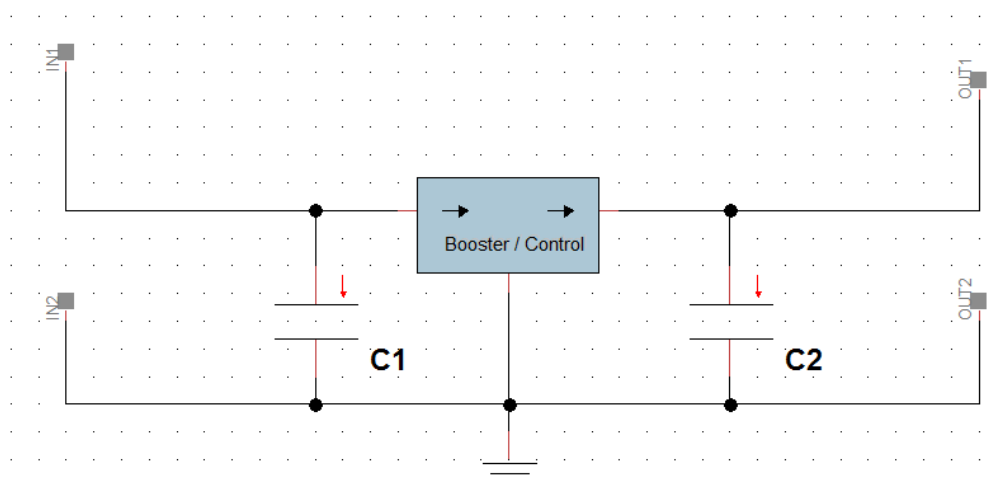 IN1
OUT1
Booster / Control
IN2
OUT2
C1
C2